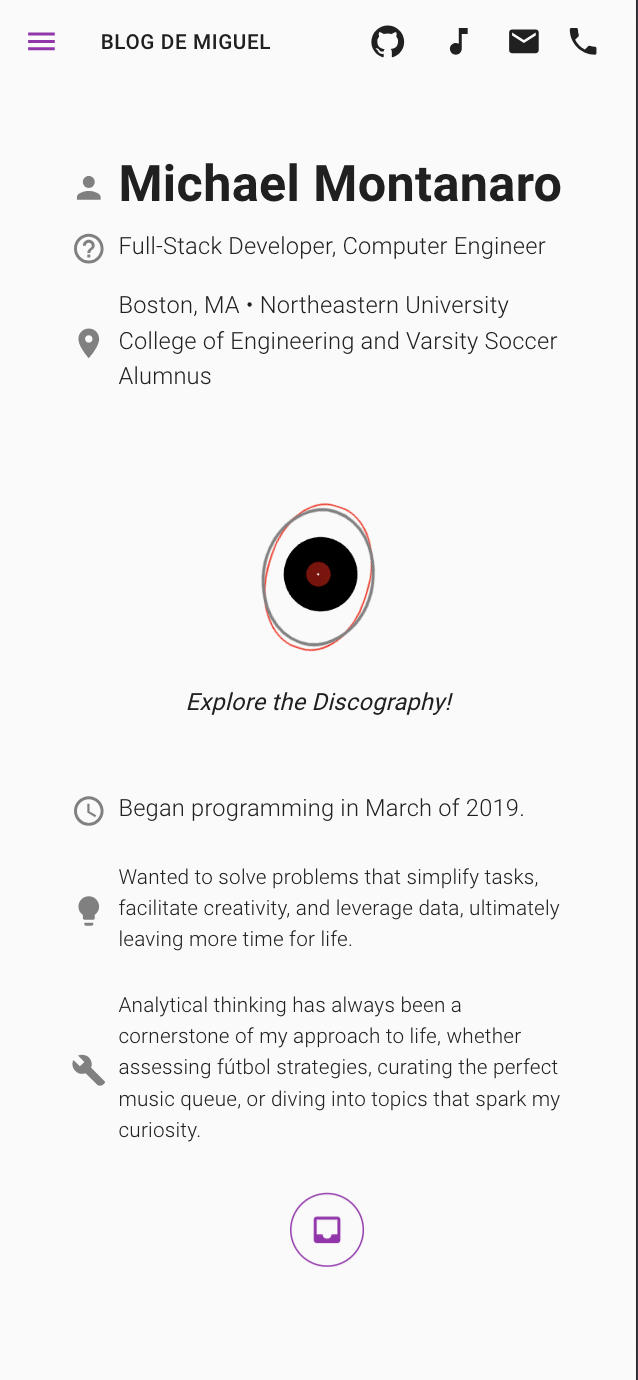 BLOG DE MIGUEL
Michael Montanaro
Full-Stack Developer, Computer Engineer
Boston, MA • Northeastern University
College of Engineering and Varsity Soccer
Alumnus
Explore the Discography!
Began programming in March of 2019.
Wanted to solve problems that simplify tasks,
facilitate creativity, and leverage data, ultimately
leaving more time for life.
Analytical thinking has always been a
cornerstone of my approach to life, whether
assessing fútbol strategies, curating the perfect
music queue, or diving into topics that spark my
curiosity.